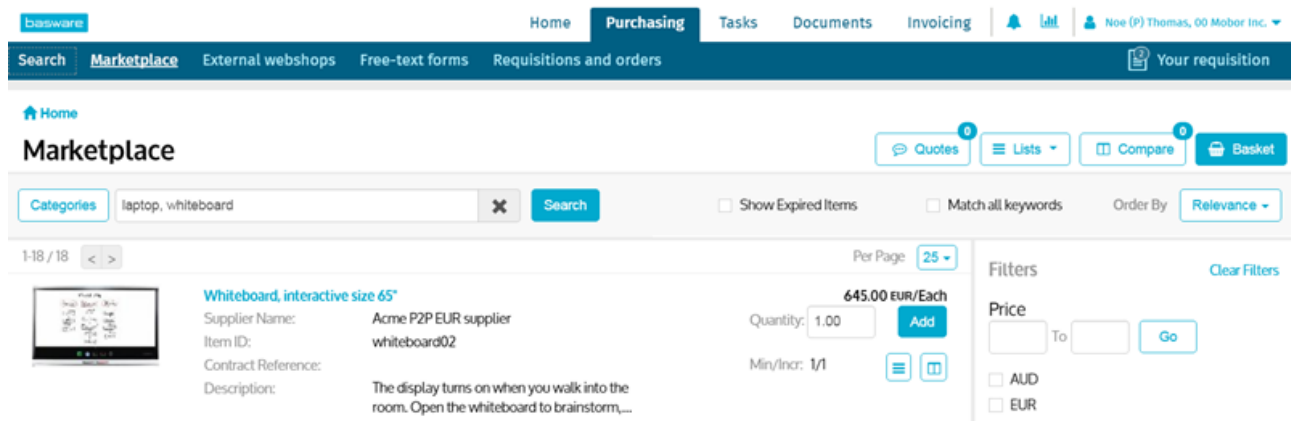 basware
Home Purchasing Tasks Documents Invoicing Noe (P) Thomas, 00 Mobor Inc.
Search Marketplace External webshops Free-text forms Requisitions and orders 2 Your requisition
Home
Marketplace
0 0
Quotes Lists Compare Basket
Categories laptop, whiteboard Search Show Expired Items Match all keywords Order By Relevance
1-18 / 18 < > Per Page 25
Filters Clear Filters
Whiteboard, interactive size 65" 645.00 EUR/Each
Supplier Name: Acme P2P EUR supplier Quantity: 1.00 Add
Price
Item ID: whiteboard02
To Go
Contract Reference: Min/Incr: 1/1
Description: The display turns on when you walk into the
room. Open the whiteboard to brainstorm,....
AUD
EUR